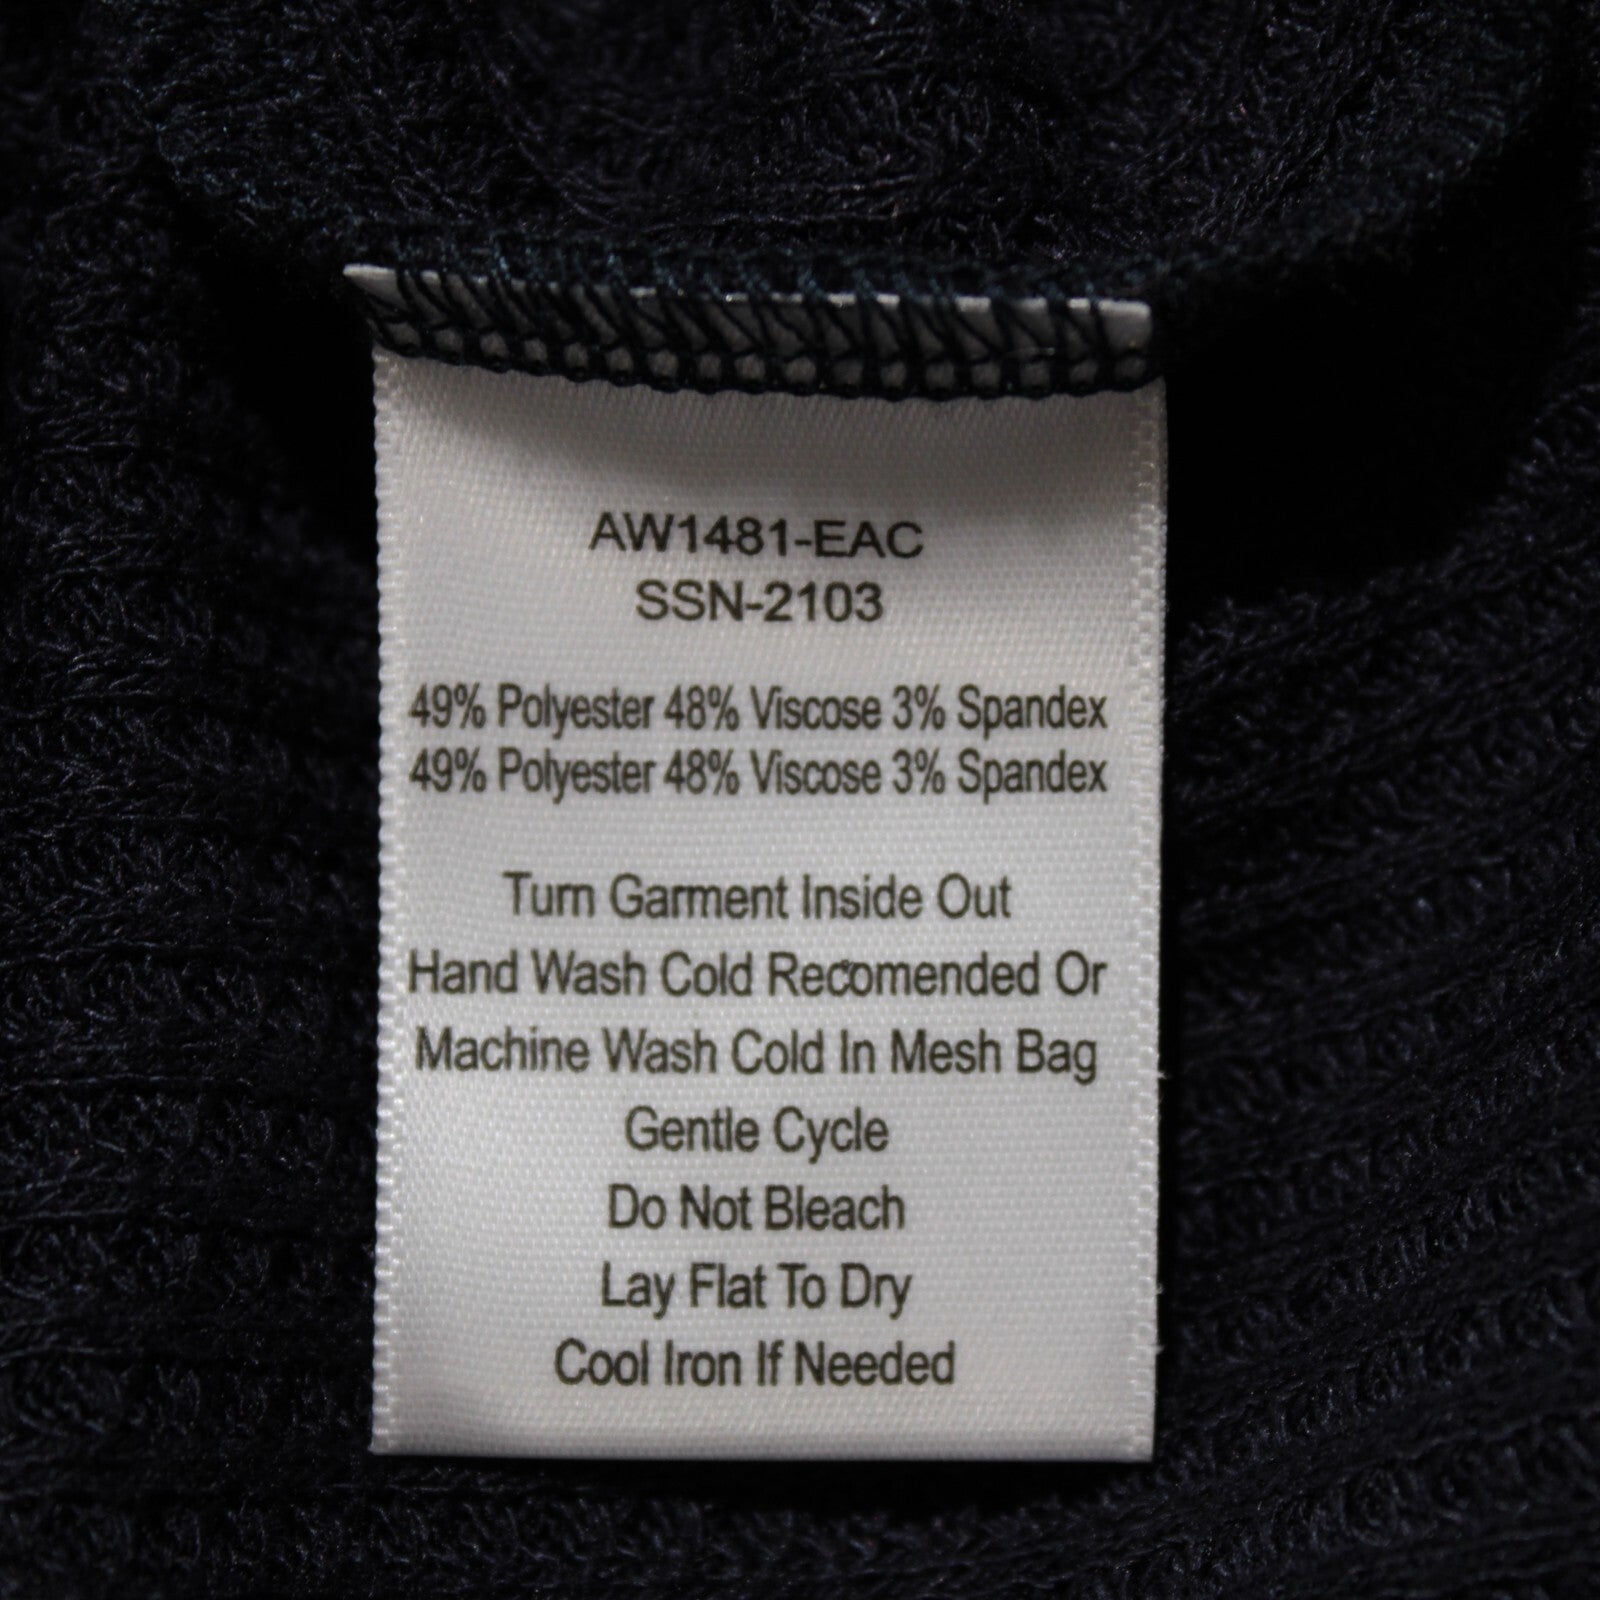 AW1481-EAC
SSN-2103
49% Polyester 48% Viscose 3% Spandex
49% Polyester 48% Viscose 3% Spandex
Turn Garment Inside Out
Hand Wash Cold Recomended Or
Machine Wash Cold In Mesh Bag
Gentle Cycle
Do Not Bleach
Lay Flat To Dry
Cool Iron If Needed